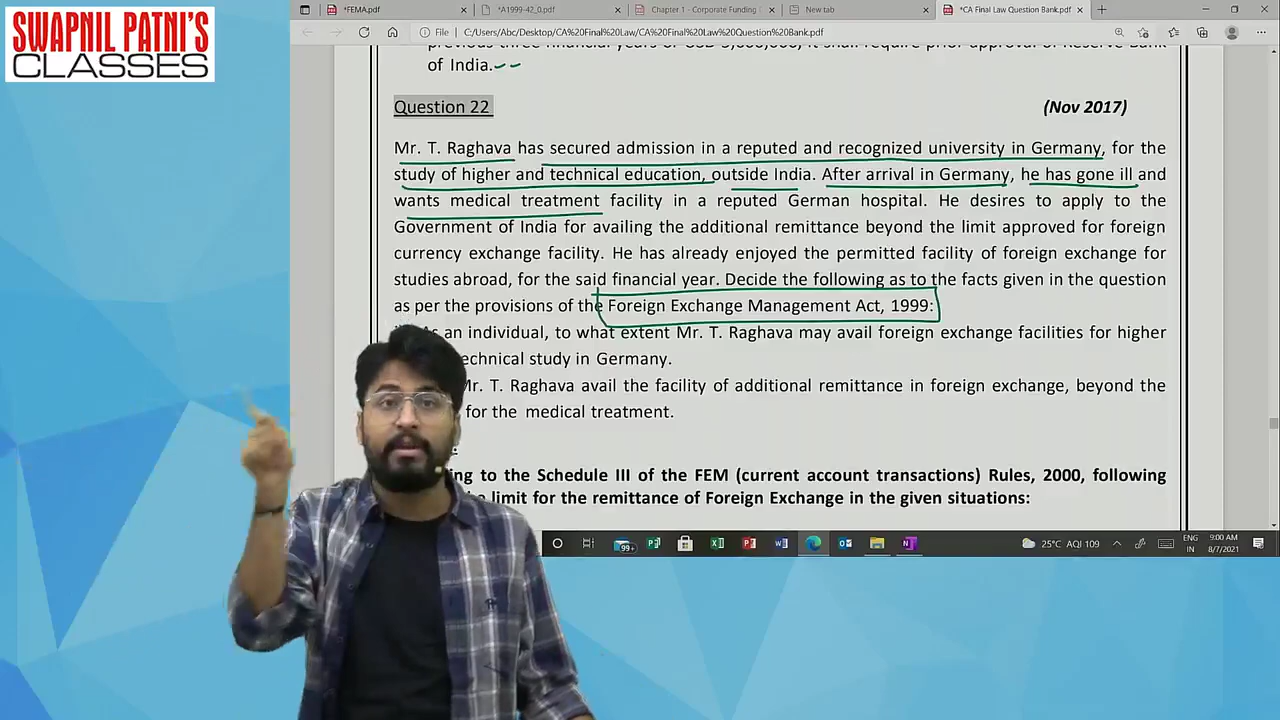 SWAPNIL PATNI'S
CLASSES
*FEMA.pdf
*A1999-42_0.pdf
Chapter 1 - Corporate Funding
New tab
*CA Final Law Question Bank.pdf
File
C:/Users/Abc/Desktop/CA%20Final%20Law/CA%20Final%20Law%20Question%20Bank.pdf
of India.
Question 22
(Nov 2017)
Mr. T. Raghava has secured admission in a reputed and recognized university in Germany, for the
study of higher and technical education, outside India. After arrival in Germany, he has gone ill and
wants medical treatment facility in a reputed German hospital. He desires to apply to the
Government of India for availing the additional remittance beyond the limit approved for foreign
currency exchange facility. He has already enjoyed the permitted facility of foreign exchange for
studies abroad, for the said financial year. Decide the following as to the facts given in the question
as per the provisions of the Foreign Exchange Management Act, 1999:
an individual, to what extent Mr. T. Raghava may avail foreign exchange facilities for higher
technical study in Germany.
Mr. T. Raghava avail the facility of additional remittance in foreign exchange, beyond the
for the medical treatment.
to the Schedule III of the FEM (current account transactions) Rules, 2000, following
limit for the remittance of Foreign Exchange in the given situations:
99+
25°C AQI 109
ENG
IN
9:00 AM
8/7/2021